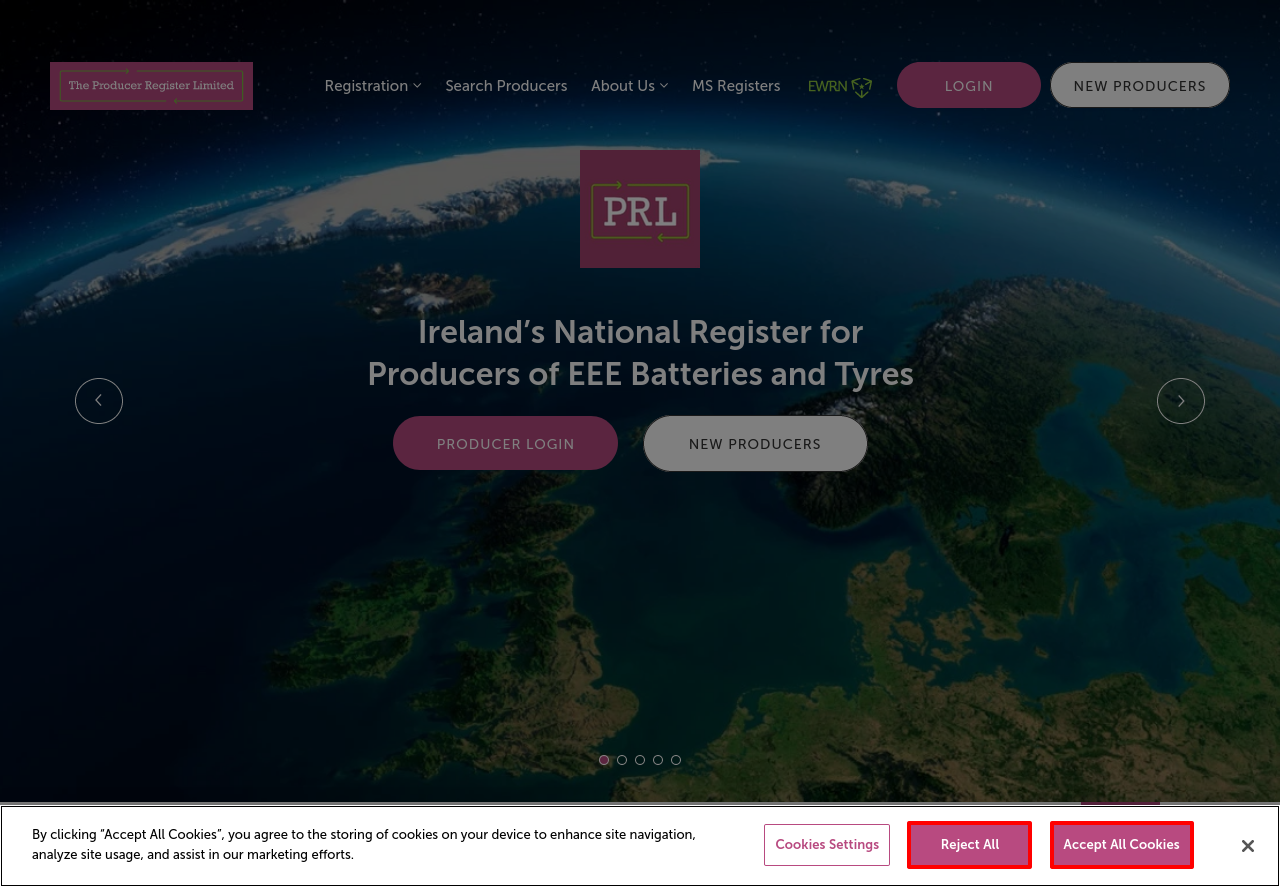 The Producer Register Limited
Registration
Search Producers
About Us
MS Registers
EWRN
LOGIN
NEW PRODUCERS
PRL
Ireland’s National Register for
Producers of EEE Batteries and Tyres
PRODUCER LOGIN
NEW PRODUCERS
By clicking “Accept All Cookies”, you agree to the storing of cookies on your device to enhance site navigation,
analyze site usage, and assist in our marketing efforts.
Cookies Settings
Reject All
Accept All Cookies